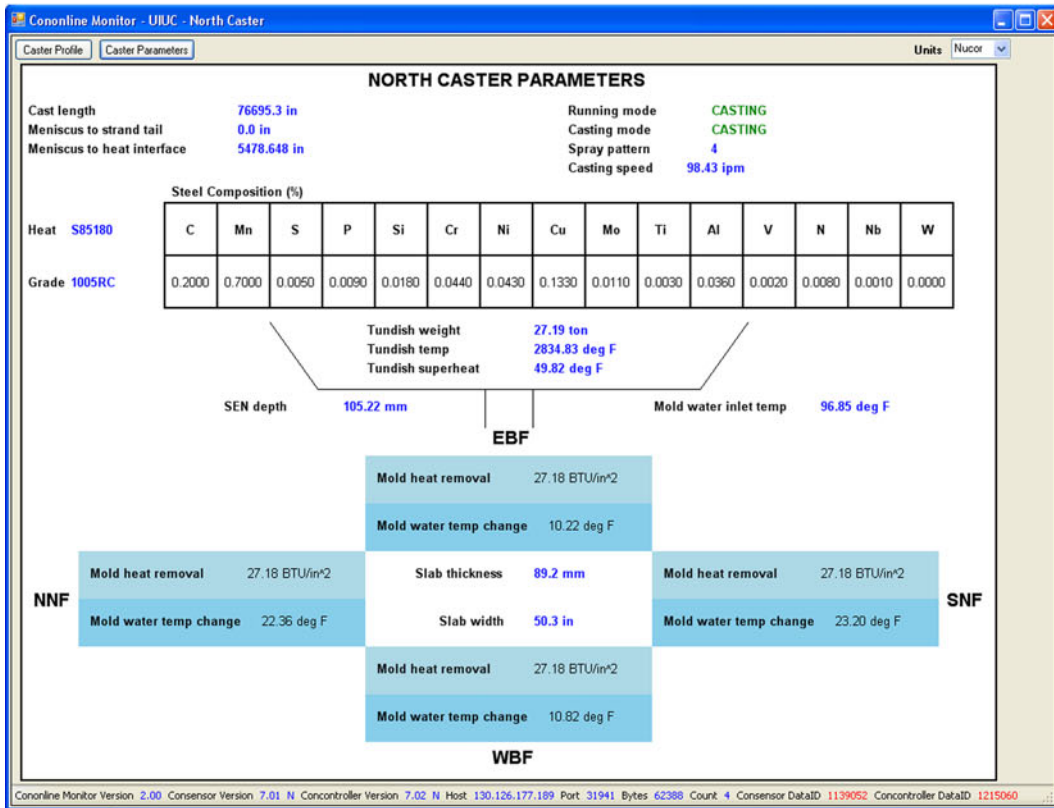 Cononline Monitor - UIUC - North Caster
Caster Profile Caster Parameters Units Nucor
NORTH CASTER PARAMETERS
Cast length 76695.3 in Running mode CASTING
Meniscus to strand tail 0.0 in Casting mode CASTING
Meniscus to heat interface 5478.648 in Spray pattern 4
Casting speed 98.43 ipm
Steel Composition (%)
Heat S85180 C Mn S P Si Cr Ni Cu Mo Ti Al V N Nb W
Grade 1005RC 0.2000 0.7000 0.0050 0.0090 0.0180 0.0440 0.0430 0.1330 0.0110 0.0030 0.0360 0.0020 0.0080 0.0010 0.0000
Tundish weight 27.19 ton
Tundish temp 2834.83 deg F
Tundish superheat 49.82 deg F
SEN depth 105.22 mm Mold water inlet temp 96.85 deg F
EBF
Mold heat removal 27.18 BTU/in^2
Mold water temp change 10.22 deg F
Mold heat removal 27.18 BTU/in^2 Slab thickness 89.2 mm Mold heat removal 27.18 BTU/in^2
NNF SNF
Mold water temp change 22.36 deg F Slab width 50.3 in Mold water temp change 23.20 deg F
Mold heat removal 27.18 BTU/in^2
Mold water temp change 10.82 deg F
WBF
Cononline Monitor Version 2.00 Consensor Version 7.01 N Concontroller Version 7.02 N Host 130.126.177.189 Port 31941 Bytes 62388 Count 4 Consensor DataID 1139052 Concontroller DataID 1215060